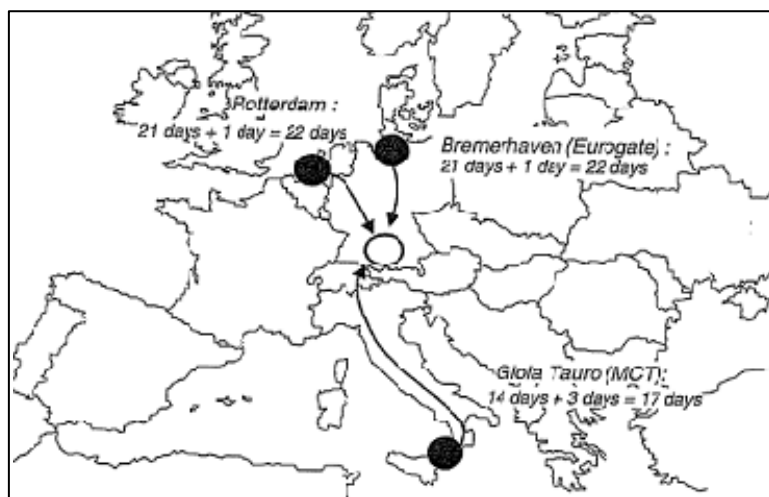 Rotterdam :
21 days + 1 day = 22 days
Bremerhaven (Eurogate) :
21 days + 1 day = 22 days
Gioia Tauro (MCT):
14 days + 3 days = 17 days